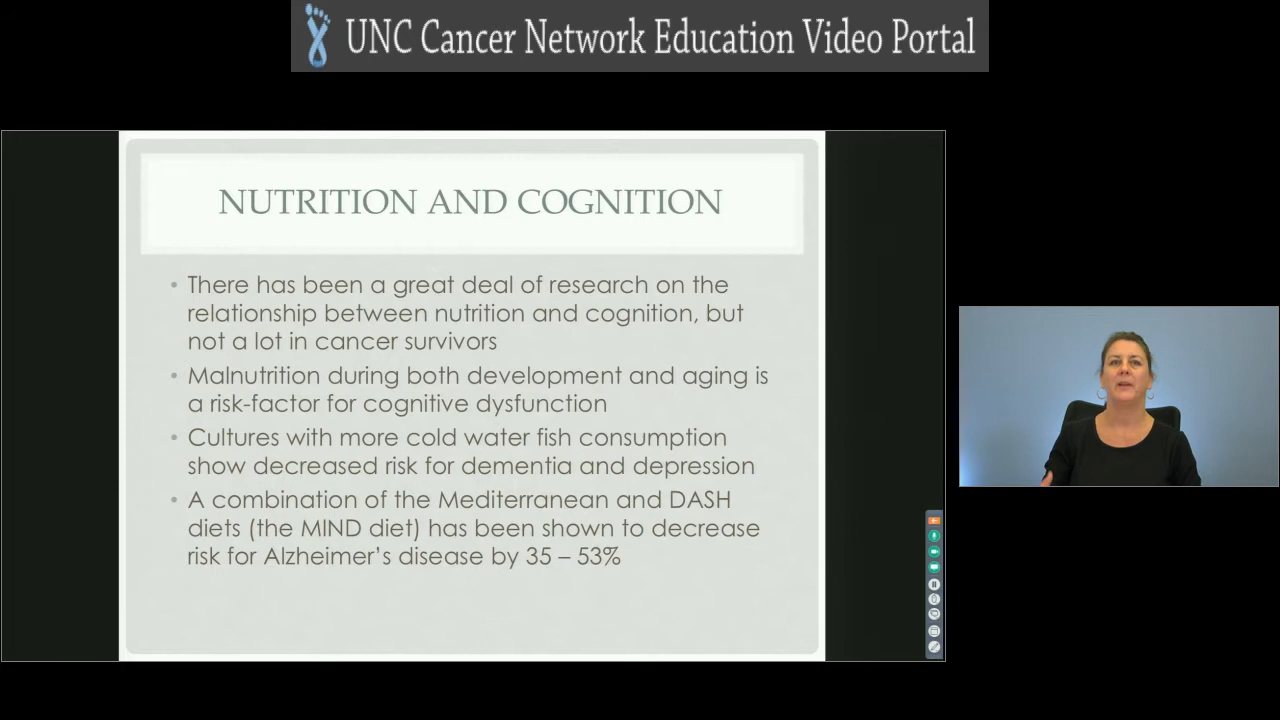 UNC Cancer Network Education Video Portal
NUTRITION AND COGNITION
• There has been a great deal of research on the
relationship between nutrition and cognition, but
not a lot in cancer survivors
• Malnutrition during both development and aging is
a risk-factor for cognitive dysfunction
• Cultures with more cold water fish consumption
show decreased risk for dementia and depression
• A combination of the Mediterranean and DASH
diets (the MIND diet) has been shown to decrease
risk for Alzheimer's disease by 35 – 53%